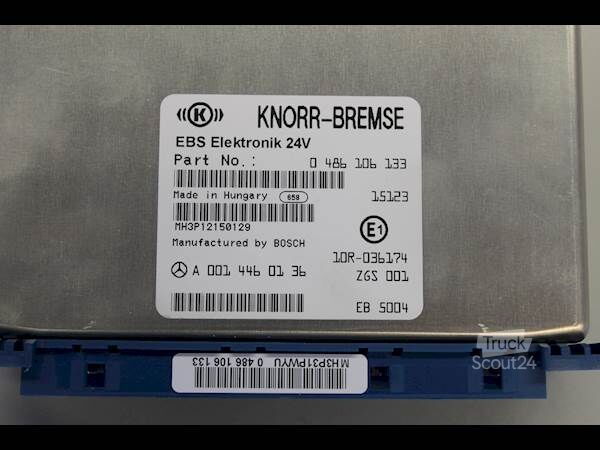 K KNORR-BREMSE
EBS Elektronik 24V
Part No.: 0 486 106 133
Made in Hungary 658 15123
MH3P12150129
E1
Manufactured by BOSCH
10R-036174
A 001 446 01 36 ZGS 001
EB 5004
MH3P31PWYU 0 486 106 133
Truck
Scout24